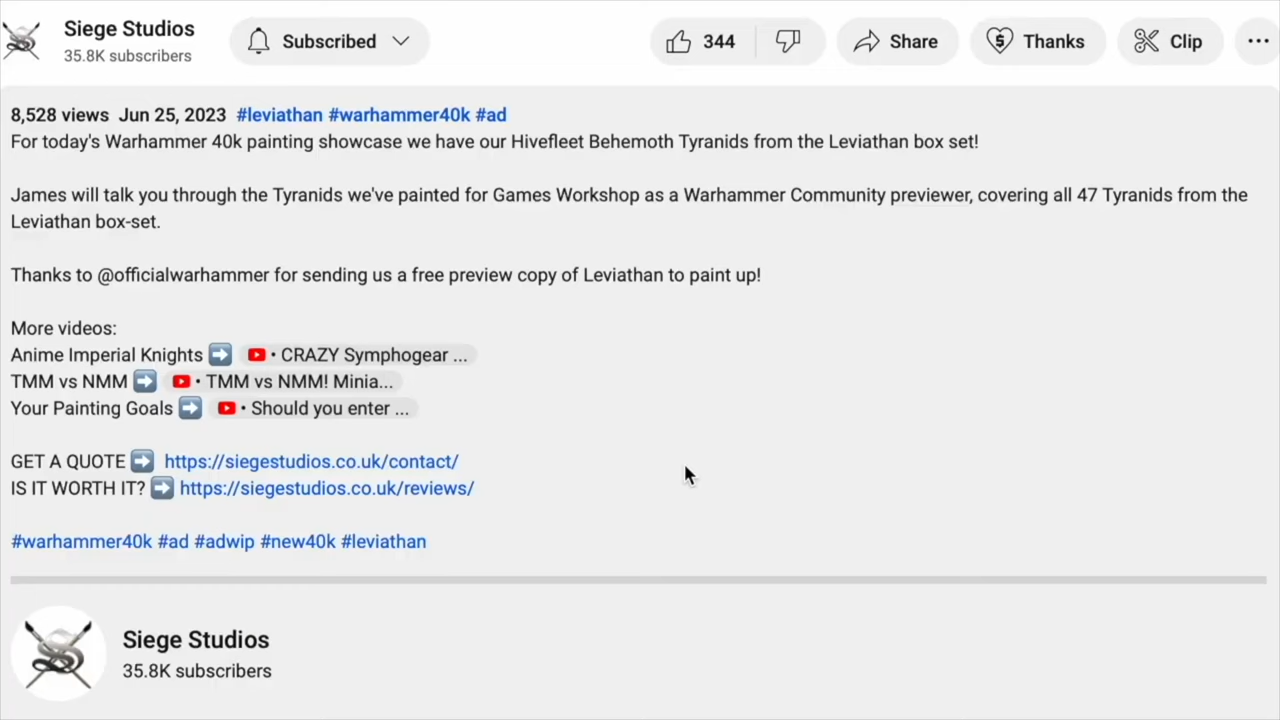 Siege Studios
35.8K subscribers
Subscribed
344
Share
Thanks
Clip
8,528 views Jun 25, 2023 #leviathan #warhammer40k #ad
For today's Warhammer 40k painting showcase we have our Hivefleet Behemoth Tyranids from the Leviathan box set!
James will talk you through the Tyranids we've painted for Games Workshop as a Warhammer Community previewer, covering all 47 Tyranids from the
Leviathan box-set.
Thanks to @officialwarhammer for sending us a free preview copy of Leviathan to paint up!
More videos:
Anime Imperial Knights ➡️ • CRAZY Symphogear ...
TMM vs NMM ➡️ • TMM vs NMM! Minia...
Your Painting Goals ➡️ • Should you enter ...
GET A QUOTE ➡️ https://siegestudios.co.uk/contact/
IS IT WORTH IT? ➡️ https://siegestudios.co.uk/reviews/
#warhammer40k #ad #adwip #new40k #leviathan
Siege Studios
35.8K subscribers